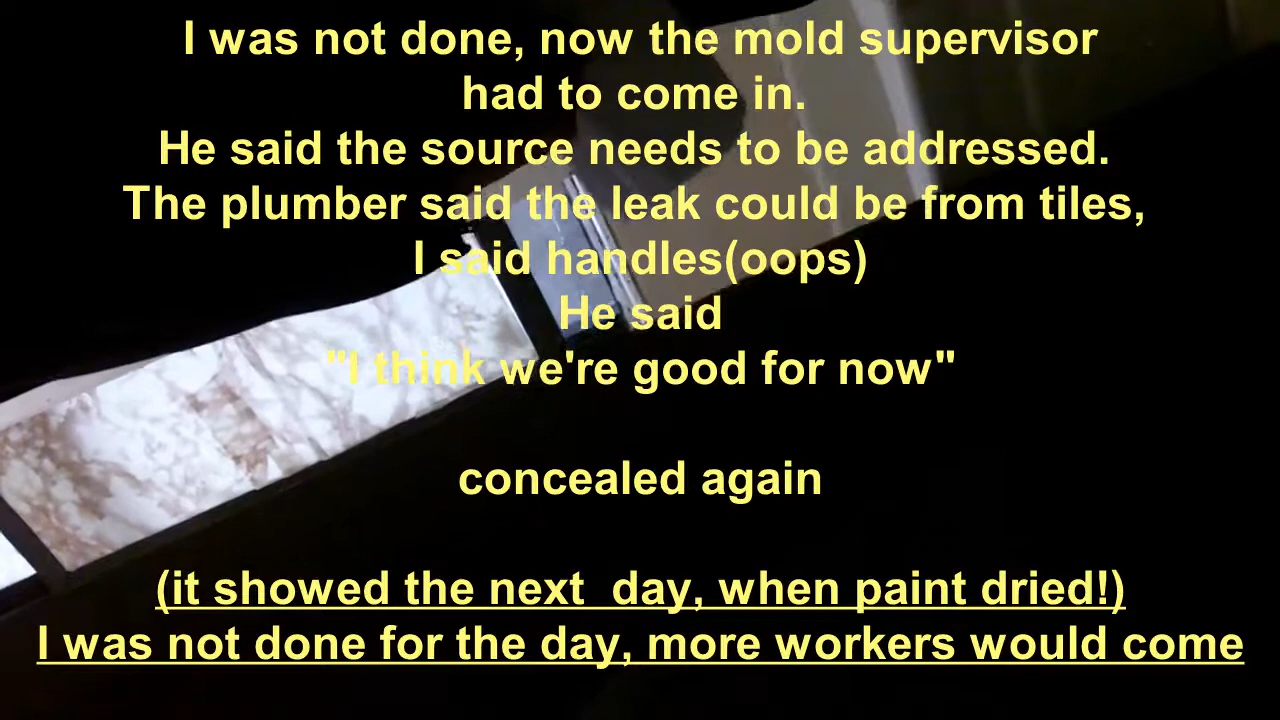 I was not done, now the mold supervisor
had to come in.
He said the source needs to be addressed.
The plumber said the leak could be from tiles,
I said handles(oops)
He said
"I think we're good for now"
concealed again
(it showed the next  day, when paint dried!)
I was not done for the day, more workers would come